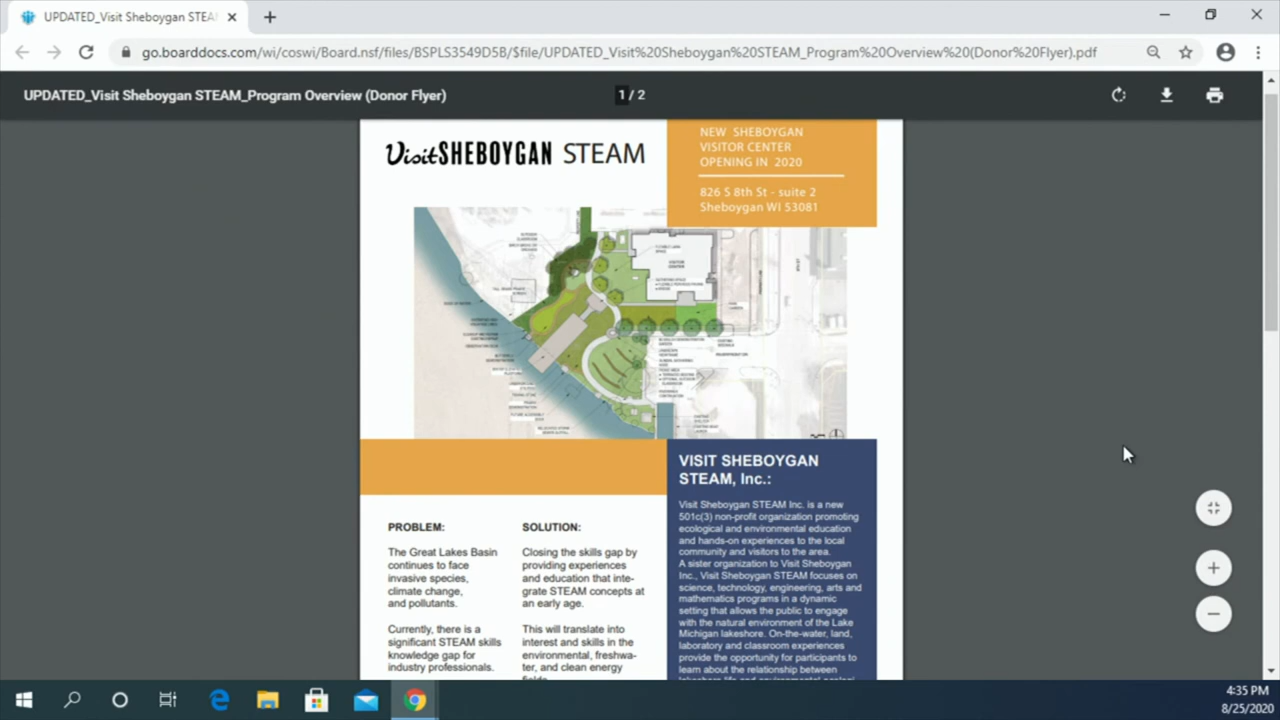 UPDATED_Visit Sheboygan STEA
go.boarddocs.com/wi/coswi/Board.nsf/files/BSPLS3549D5B/$file/UPDATED_Visit%20Sheboygan%20STEAM_Program%20Overview%20(Donor%20Flyer).pdf
UPDATED_Visit Sheboygan STEAM_Program Overview (Donor Flyer)
1 / 2
Visit SHEBOYGAN STEAM
NEW SHEBOYGAN
VISITOR CENTER
OPENING IN 2020
826 S 8th St - suite 2
Sheboygan WI 53081
VISITOR
CENTER
PROBLEM:
The Great Lakes Basin
continues to face
invasive species,
climate change,
and pollutants.
Currently, there is a
significant STEAM skills
knowledge gap for
industry professionals.
SOLUTION:
Closing the skills gap by
providing experiences
and education that inte-
grate STEAM concepts at
an early age.
This will translate into
interest and skills in the
environmental, freshwa-
ter, and clean energy
fields.
VISIT SHEBOYGAN
STEAM, Inc.:
Visit Sheboygan STEAM Inc. is a new
501c(3) non-profit organization promoting
ecological and environmental education
and hands-on experiences to the local
community and visitors to the area.
A sister organization to Visit Sheboygan
Inc., Visit Sheboygan STEAM focuses on
science, technology, engineering, arts and
mathematics programs in a dynamic
setting that allows the public to engage
with the natural environment of the Lake
Michigan lakeshore. On-the-water, land,
laboratory and classroom experiences
provide the opportunity for participants to
learn about the relationship between
4:35 PM
8/25/2020